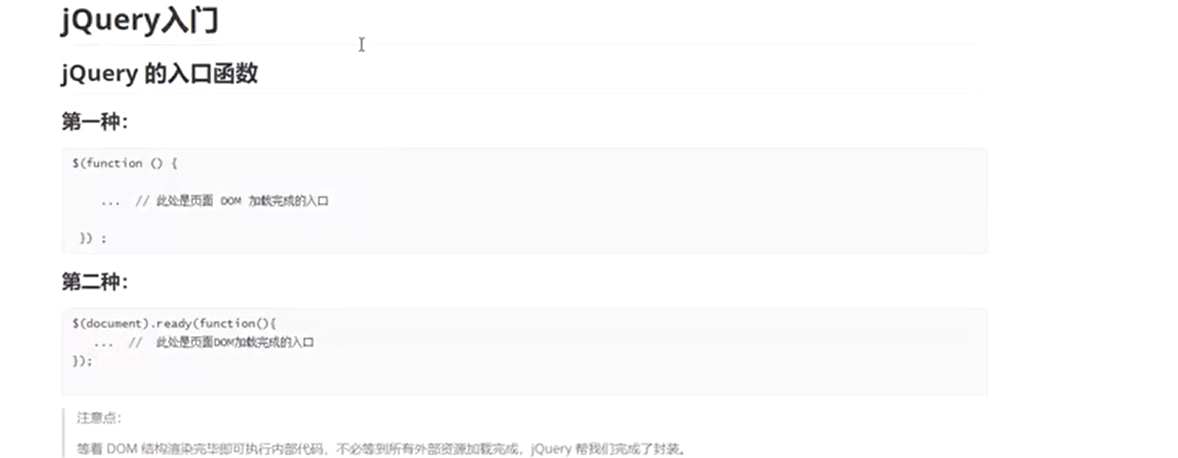 jQuery入门
jQuery 的入口函数
第一种:
$(function () {
... // 此处是页面 DOM 加载完成的入口
}) ;
第二种:
$(document).ready(function(){
... // 此处是页面DOM加载完成的入口
});
注意点:
等着 DOM 结构渲染完毕即可执行内部代码，不必等到所有外部资源加载完成，jQuery 帮我们完成了封装。